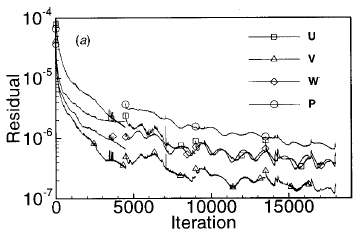 10^-4
(a)
U
V
W
P
10^-5
Residual
10^-6
10^-7
0 5000 10000 15000
Iteration